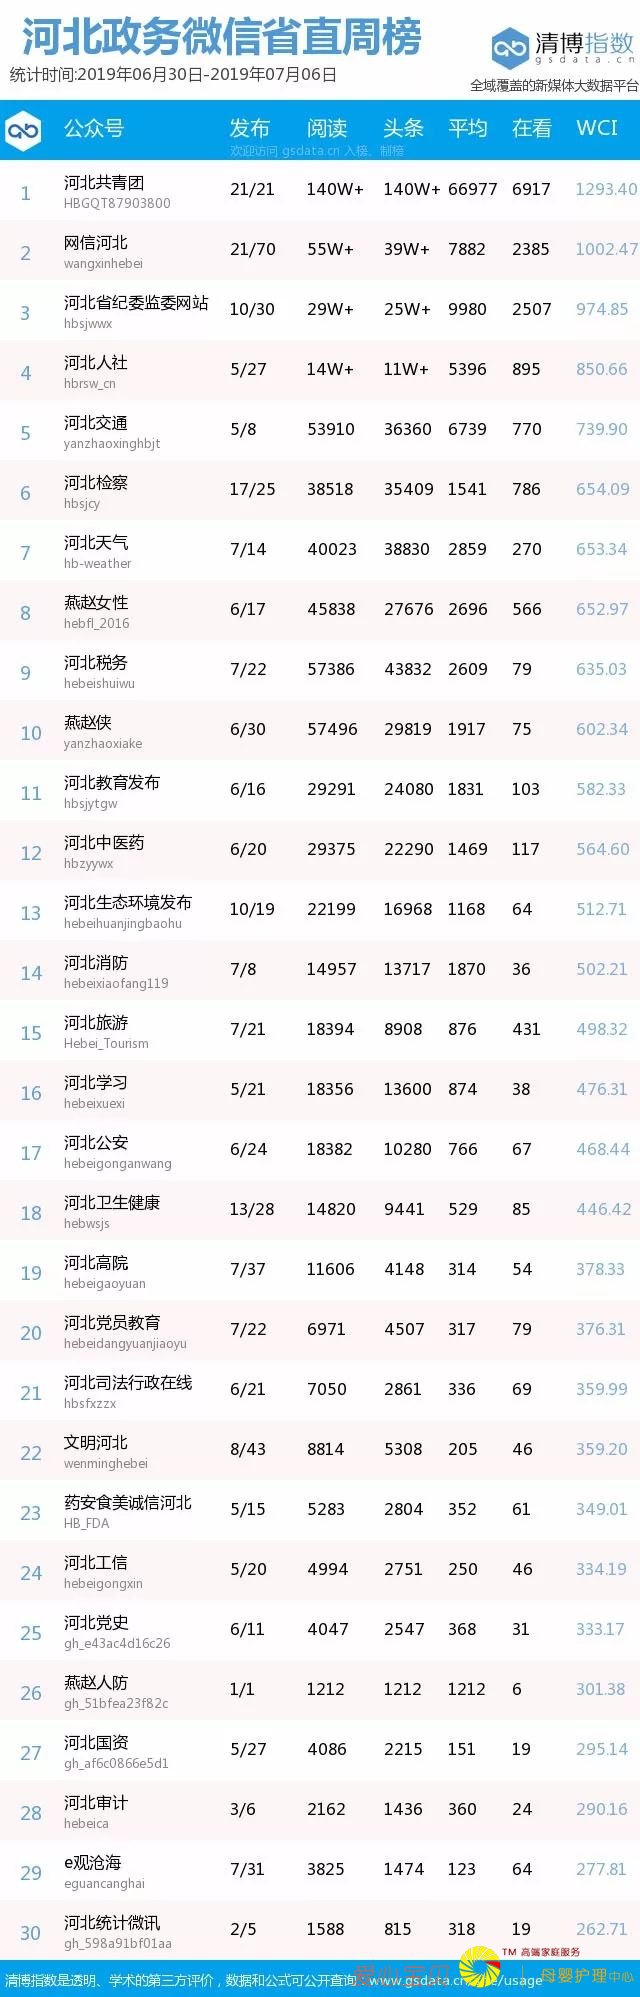 河北政务微信省直周榜
统计时间:2019年06月30日-2019年07月06日
清博指数
gsdata.cn
全域覆盖的新媒体大数据平台
公众号 发布 阅读 头条 平均 在看 WCI
欢迎访问 gsdata.cn 入榜、制榜
1 河北共青团 21/21 140W+ 140W+ 66977 6917 1293.40
HBGQT87903800
2 网信河北 21/70 55W+ 39W+ 7882 2385 1002.47
wangxinhebei
3 河北省纪委监委网站 10/30 29W+ 25W+ 9980 2507 974.85
hbsjwwx
4 河北人社 5/27 14W+ 11W+ 5396 895 850.66
hbrsw_cn
5 河北交通 5/8 53910 36360 6739 770 739.90
yanzhaoxinghbjt
6 河北检察 17/25 38518 35409 1541 786 654.09
hbsjcy
7 河北天气 7/14 40023 38830 2859 270 653.34
hb-weather
8 燕赵女性 6/17 45838 27676 2696 566 652.97
hebfl_2016
9 河北税务 7/22 57386 43832 2609 79 635.03
hebeishuiwu
10 燕赵侠 6/30 57496 29819 1917 75 602.34
yanzhaoxiake
11 河北教育发布 6/16 29291 24080 1831 103 582.33
hbsjytgw
12 河北中医药 6/20 29375 22290 1469 117 564.60
hbzyywx
13 河北生态环境发布 10/19 22199 16968 1168 64 512.71
hebeihuanjingbaohu
14 河北消防 7/8 14957 13717 1870 36 502.21
hebeixiaofang119
15 河北旅游 7/21 18394 8908 876 431 498.32
Hebei_Tourism
16 河北学习 5/21 18356 13600 874 38 476.31
hebeixuexi
17 河北公安 6/24 18382 10280 766 67 468.44
hebeigonganwang
18 河北卫生健康 13/28 14820 9441 529 85 446.42
hebwsjs
19 河北高院 7/37 11606 4148 314 54 378.33
hebeigaoyuan
20 河北党员教育 7/22 6971 4507 317 79 376.31
hebeidangyuanjiaoyu
21 河北司法行政在线 6/21 7050 2861 336 69 359.99
hbsfxzzx
22 文明河北 8/43 8814 5308 205 46 359.20
wenminghebei
23 药安食美诚信河北 5/15 5283 2804 352 61 349.01
HB_FDA
24 河北工信 5/20 4994 2751 250 46 334.19
hebeigongxin
25 河北党史 6/11 4047 2547 368 31 333.17
gh_e43ac4d16c26
26 燕赵人防 1/1 1212 1212 1212 6 301.38
gh_51bfea23f82c
27 河北国资 5/27 4086 2215 151 19 295.14
gh_af6c0866e5d1
28 河北审计 3/6 2162 1436 360 24 290.16
hebeica
29 e观沧海 7/31 3825 1474 123 64 277.81
eguancanghai
30 河北统计微讯 2/5 1588 815 318 19 262.71
gh_598a91bf01aa
TM 高端家庭服务
清博指数是透明、学术的第三方评价，数据和公式可公开查询 www.gsdata.cn/site/usage
爱心宝贝 母婴护理中心